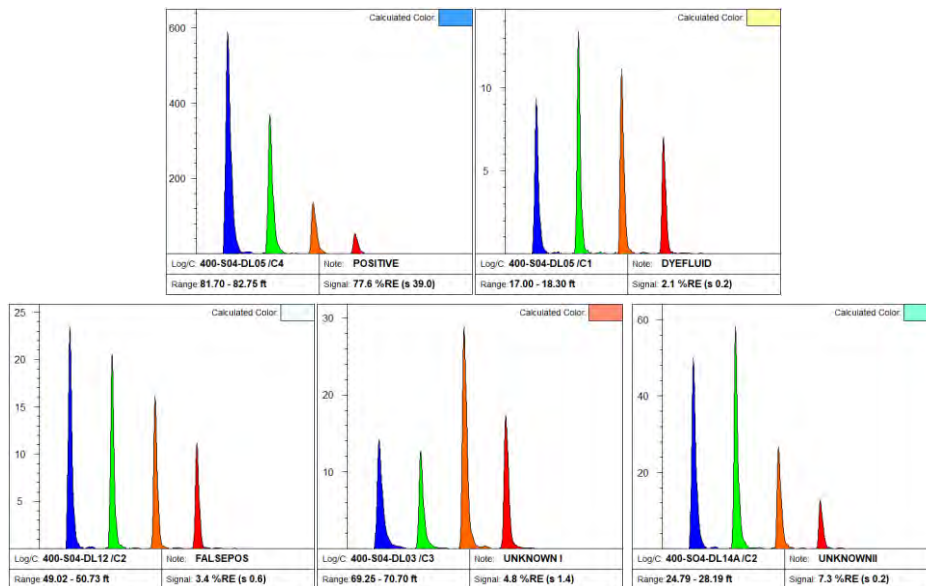 Calculated Color:
600
400
200
Log/C: 400-S04-DL05 /C4 Note: POSITIVE
Range 81.70 - 82.75 ft Signal: 77.6 %RE (s 39.0)
Calculated Color:
10
5
Log/C: 400-S04-DL05 /C1 Note: DYEFLUID
Range 17.00 - 18.30 ft Signal: 2.1 %RE (s 0.2)
Calculated Color:
25
20
15
10
5
Log/C: 400-S04-DL12 /C2 Note: FALSEPOS
Range 49.02 - 50.73 ft Signal: 3.4 %RE (s 0.6)
Calculated Color:
30
20
10
Log/C: 400-S04-DL03 /C3 Note: UNKNOWN I
Range 69.25 - 70.70 ft Signal: 4.8 %RE (s 1.4)
Calculated Color:
60
40
20
Log/C: 400-SO4-DL14A /C2 Note: UNKNOWNII
Range 24.79 - 28.19 ft Signal: 7.3 %RE (s 0.2)